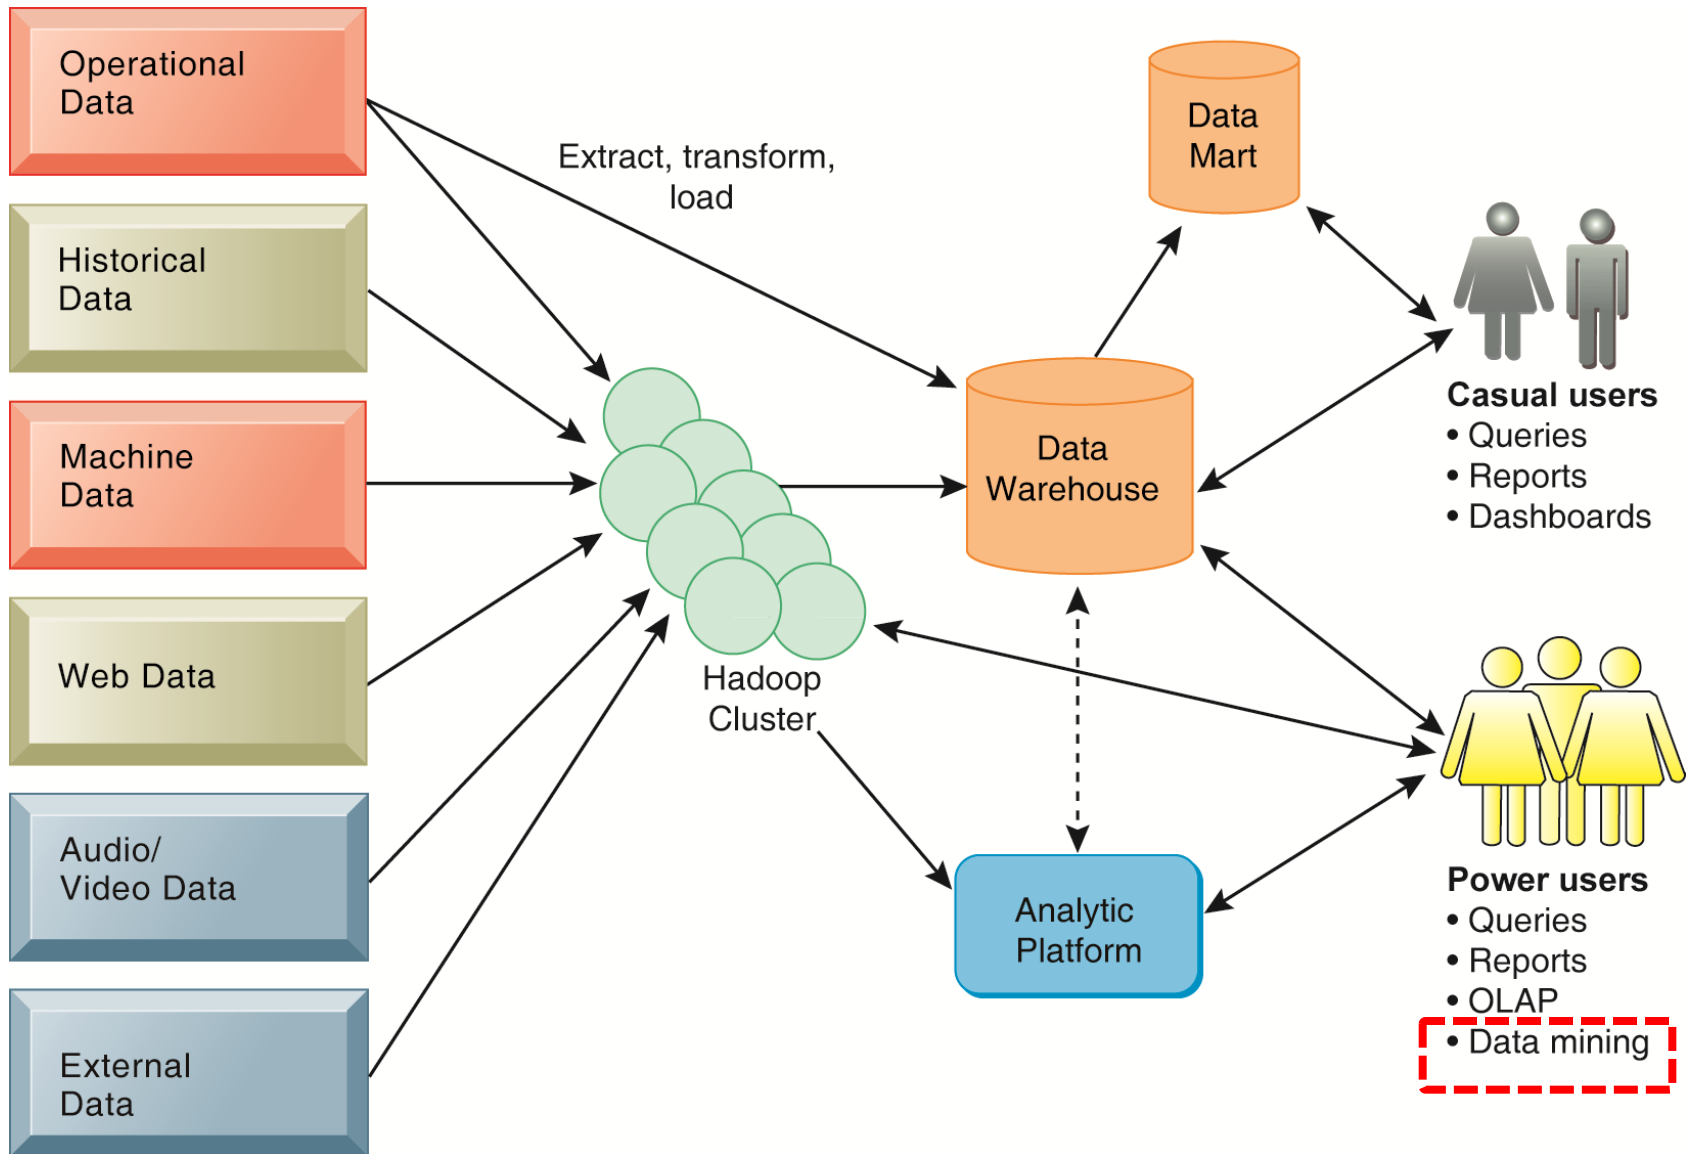 Operational
Data
Historical
Data
Machine
Data
Web Data
Audio/
Video Data
External
Data
Extract, transform,
load
Hadoop
Cluster
Data
Mart
Data
Warehouse
Analytic
Platform
Casual users
• Queries
• Reports
• Dashboards
Power users
• Queries
• Reports
• OLAP
• Data mining